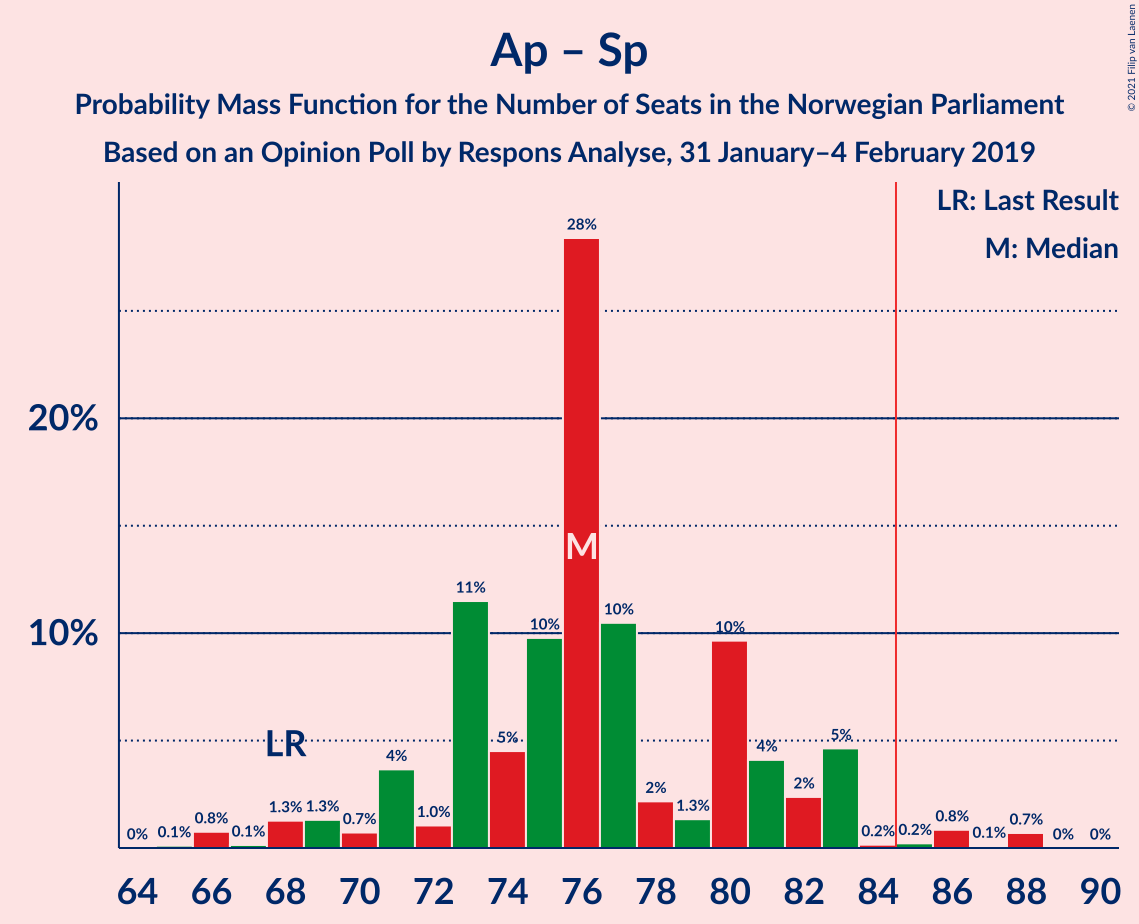 Ap – Sp
Probability Mass Function for the Number of Seats in the Norwegian Parliament
Based on an Opinion Poll by Respons Analyse, 31 January–4 February 2019
© 2021 Filip van Laenen
LR: Last Result
M: Median
20%
10%
0% 0.1% 0.8% 0.1% 1.3% 1.3% 0.7% 4% 1.0% 11% 5% 10% 28% 10% 2% 1.3% 10% 4% 2% 5% 0.2% 0.2% 0.8% 0.1% 0.7% 0% 0%
LR
M
64 66 68 70 72 74 76 78 80 82 84 86 88 90